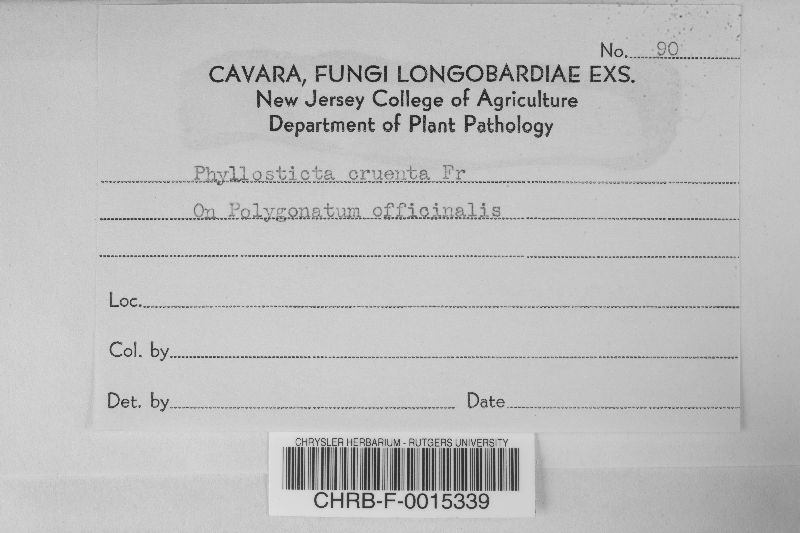 No. 90
CAVARA, FUNGI LONGOBARDIAE EXS.
New Jersey College of Agriculture
Department of Plant Pathology
Phyllosticta cruenta Fr
On Polygonatum officinalis
Loc.
Col. by
Det. by Date
CHRYSLER HERBARIUM - RUTGERS UNIVERSITY
CHRB-F-0015339